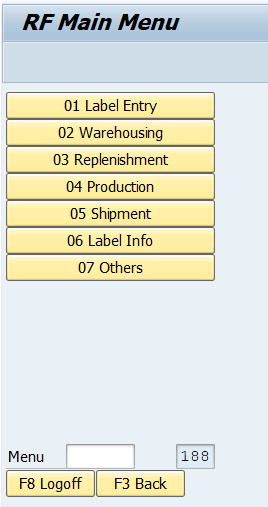 RF Main Menu
01 Label Entry
02 Warehousing
03 Replenishment
04 Production
05 Shipment
06 Label Info
07 Others
Menu 188
F8 Logoff F3 Back